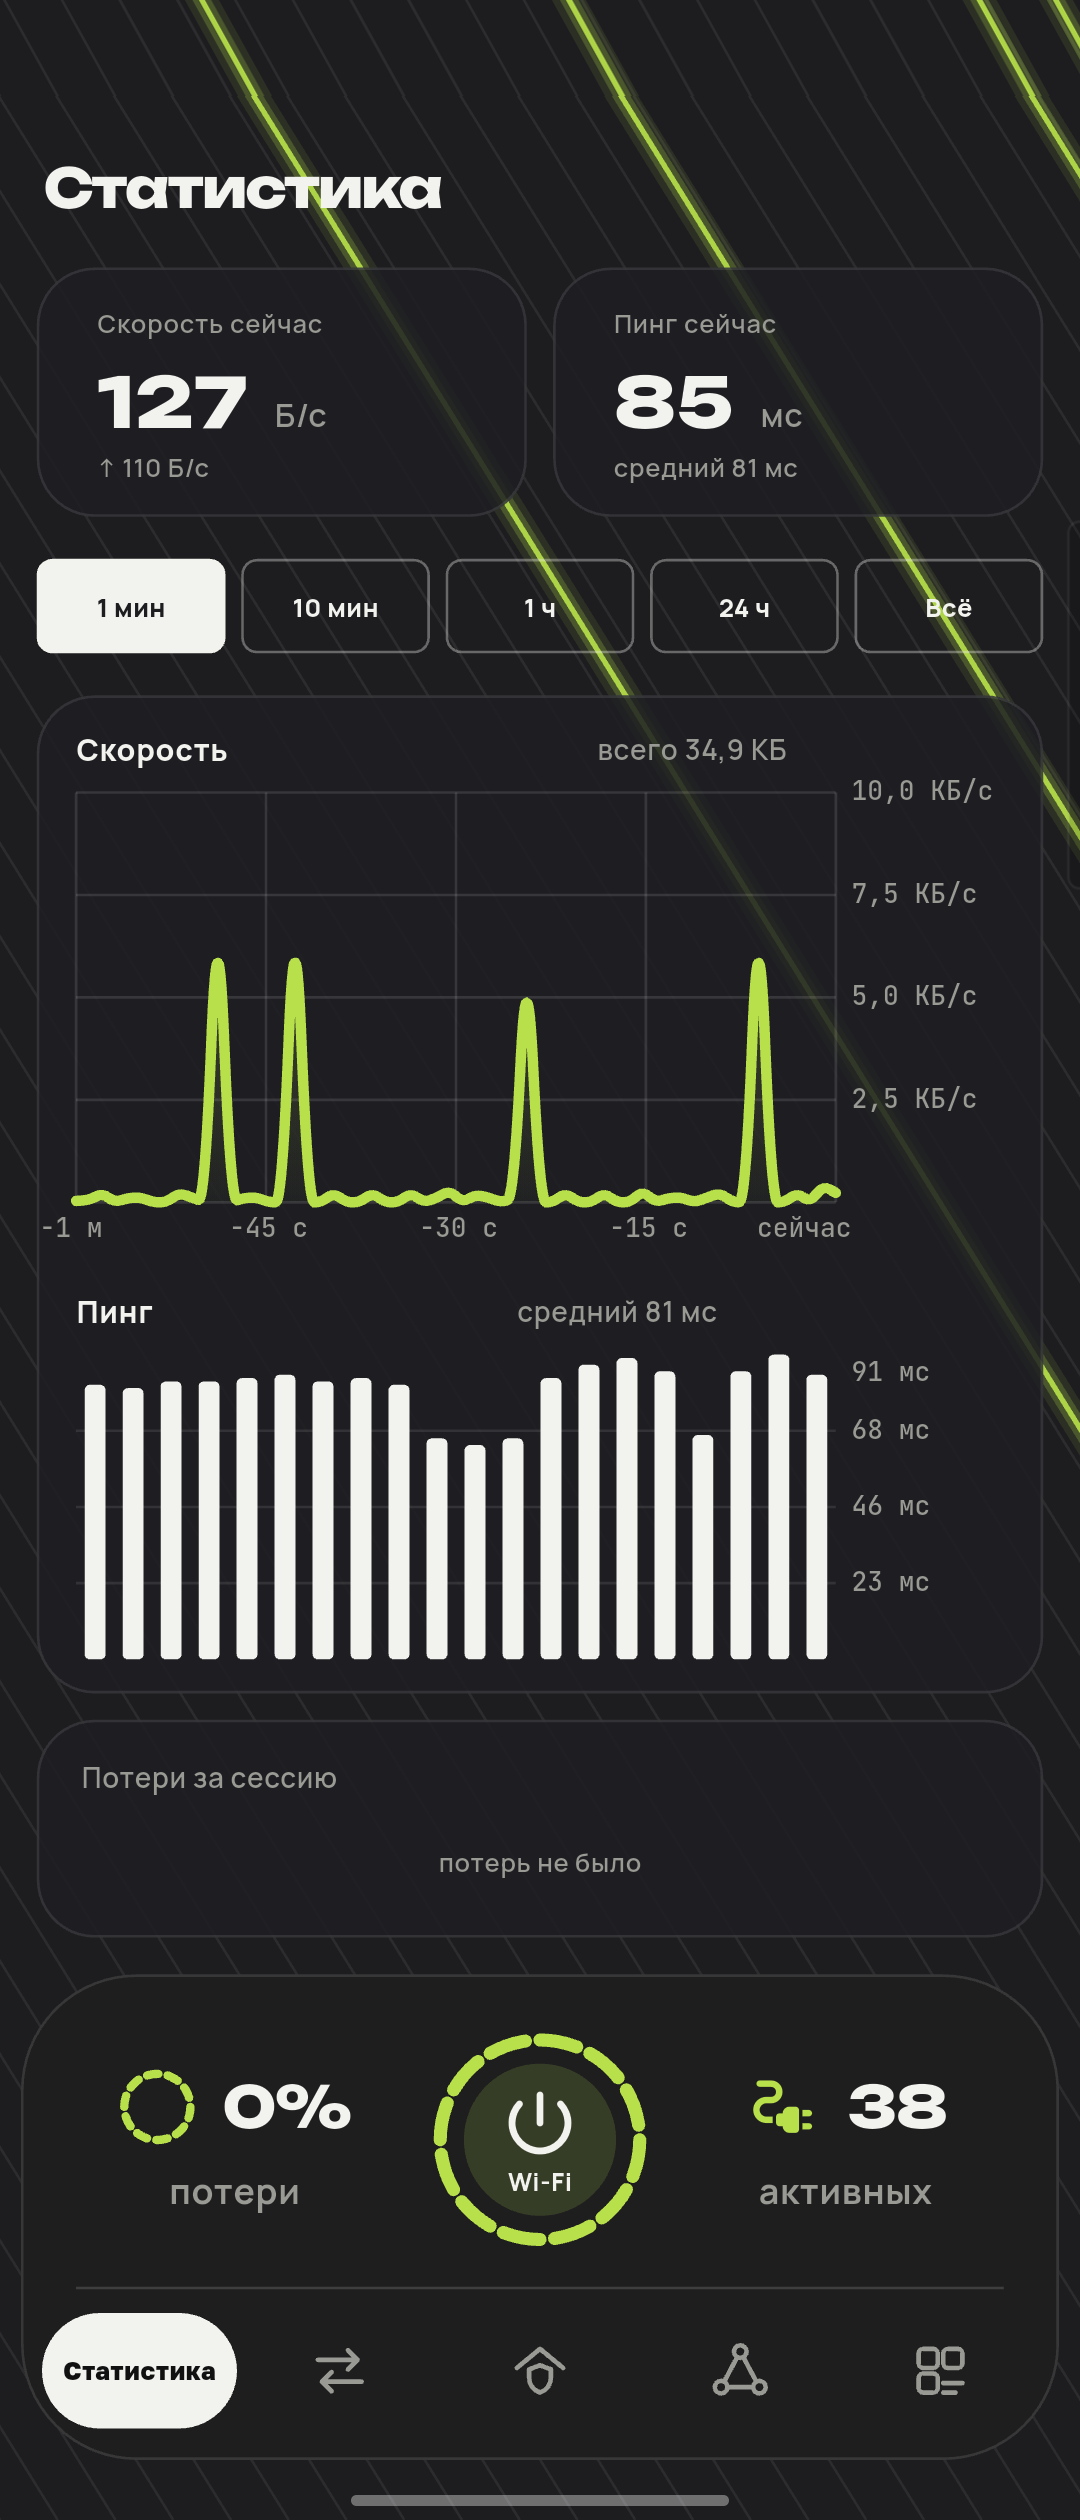 Статистика
Скорость сейчас
127 Б/с
↑ 110 Б/с
Пинг сейчас
85 мс
средний 81 мс
1 мин
10 мин
1 ч
24 ч
Всё
Скорость
всего 34,9 КБ
10,0 КБ/с
7,5 КБ/с
5,0 КБ/с
2,5 КБ/с
-1 м
-45 с
-30 с
-15 с
сейчас
Пинг
средний 81 мс
91 мс
68 мс
46 мс
23 мс
Потери за сессию
потерь не было
0%
потери
Wi-Fi
38
активных
Статистика